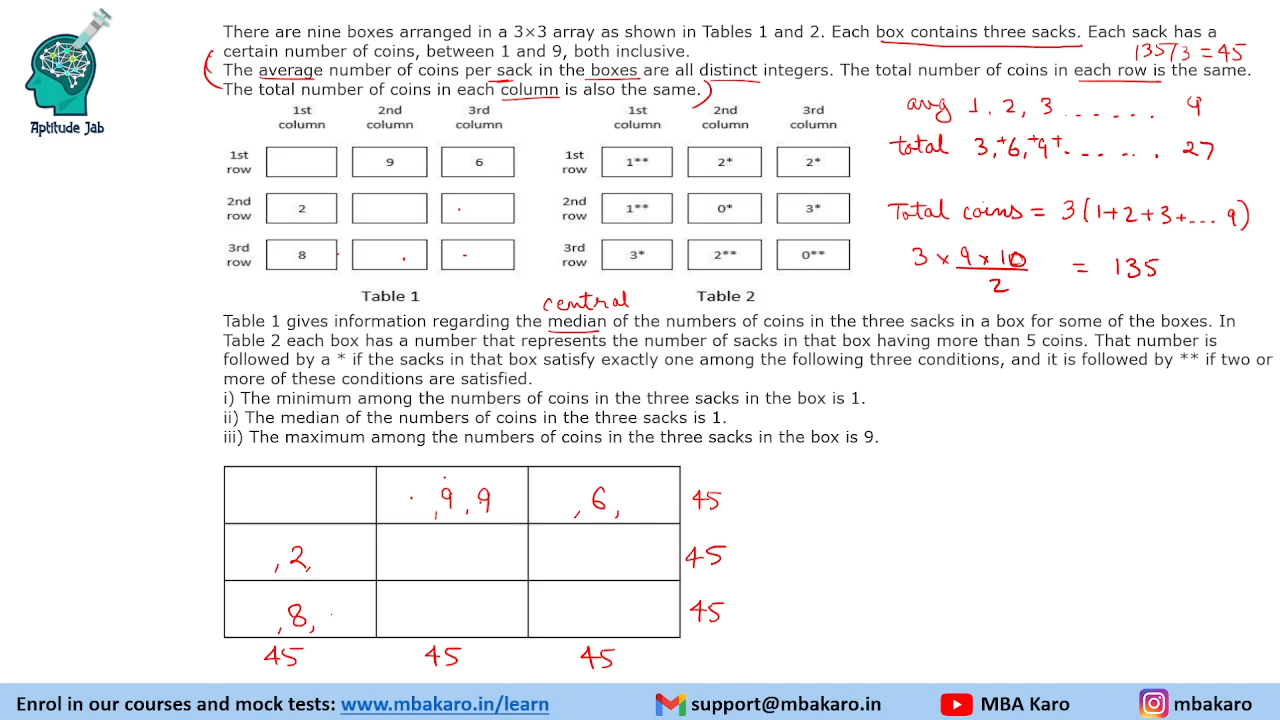 There are nine boxes arranged in a 3×3 array as shown in Tables 1 and 2. Each box contains three sacks. Each sack has a
certain number of coins, between 1 and 9, both inclusive.
135/3 = 45
The average number of coins per sack in the boxes are all distinct integers. The total number of coins in each row is the same.
The total number of coins in each column is also the same.
Aptitude Jab
1st column 2nd column 3rd column
1st row 9 6
2nd row 2
3rd row 8
Table 1
1st column 2nd column 3rd column
1st row 1** 2* 2*
2nd row 1** 0* 3*
3rd row 3* 2** 0**
Table 2
avg 1, 2, 3 ...... 9
total 3, + 6, + 9 + ...... 27
Total coins = 3(1+2+3+... 9)
3 × 9 × 10 / 2 = 135
central
Table 1 gives information regarding the median of the numbers of coins in the three sacks in a box for some of the boxes. In
Table 2 each box has a number that represents the number of sacks in that box having more than 5 coins. That number is
followed by a * if the sacks in that box satisfy exactly one among the following three conditions, and it is followed by ** if two or
more of these conditions are satisfied.
i) The minimum among the numbers of coins in the three sacks in the box is 1.
ii) The median of the numbers of coins in the three sacks is 1.
iii) The maximum among the numbers of coins in the three sacks in the box is 9.
, 9, 9 , 6, 45
, 2, 45
, 8, 45
45 45 45
Enrol in our courses and mock tests: www.mbakaro.in/learn support@mbakaro.in MBA Karo mbakaro